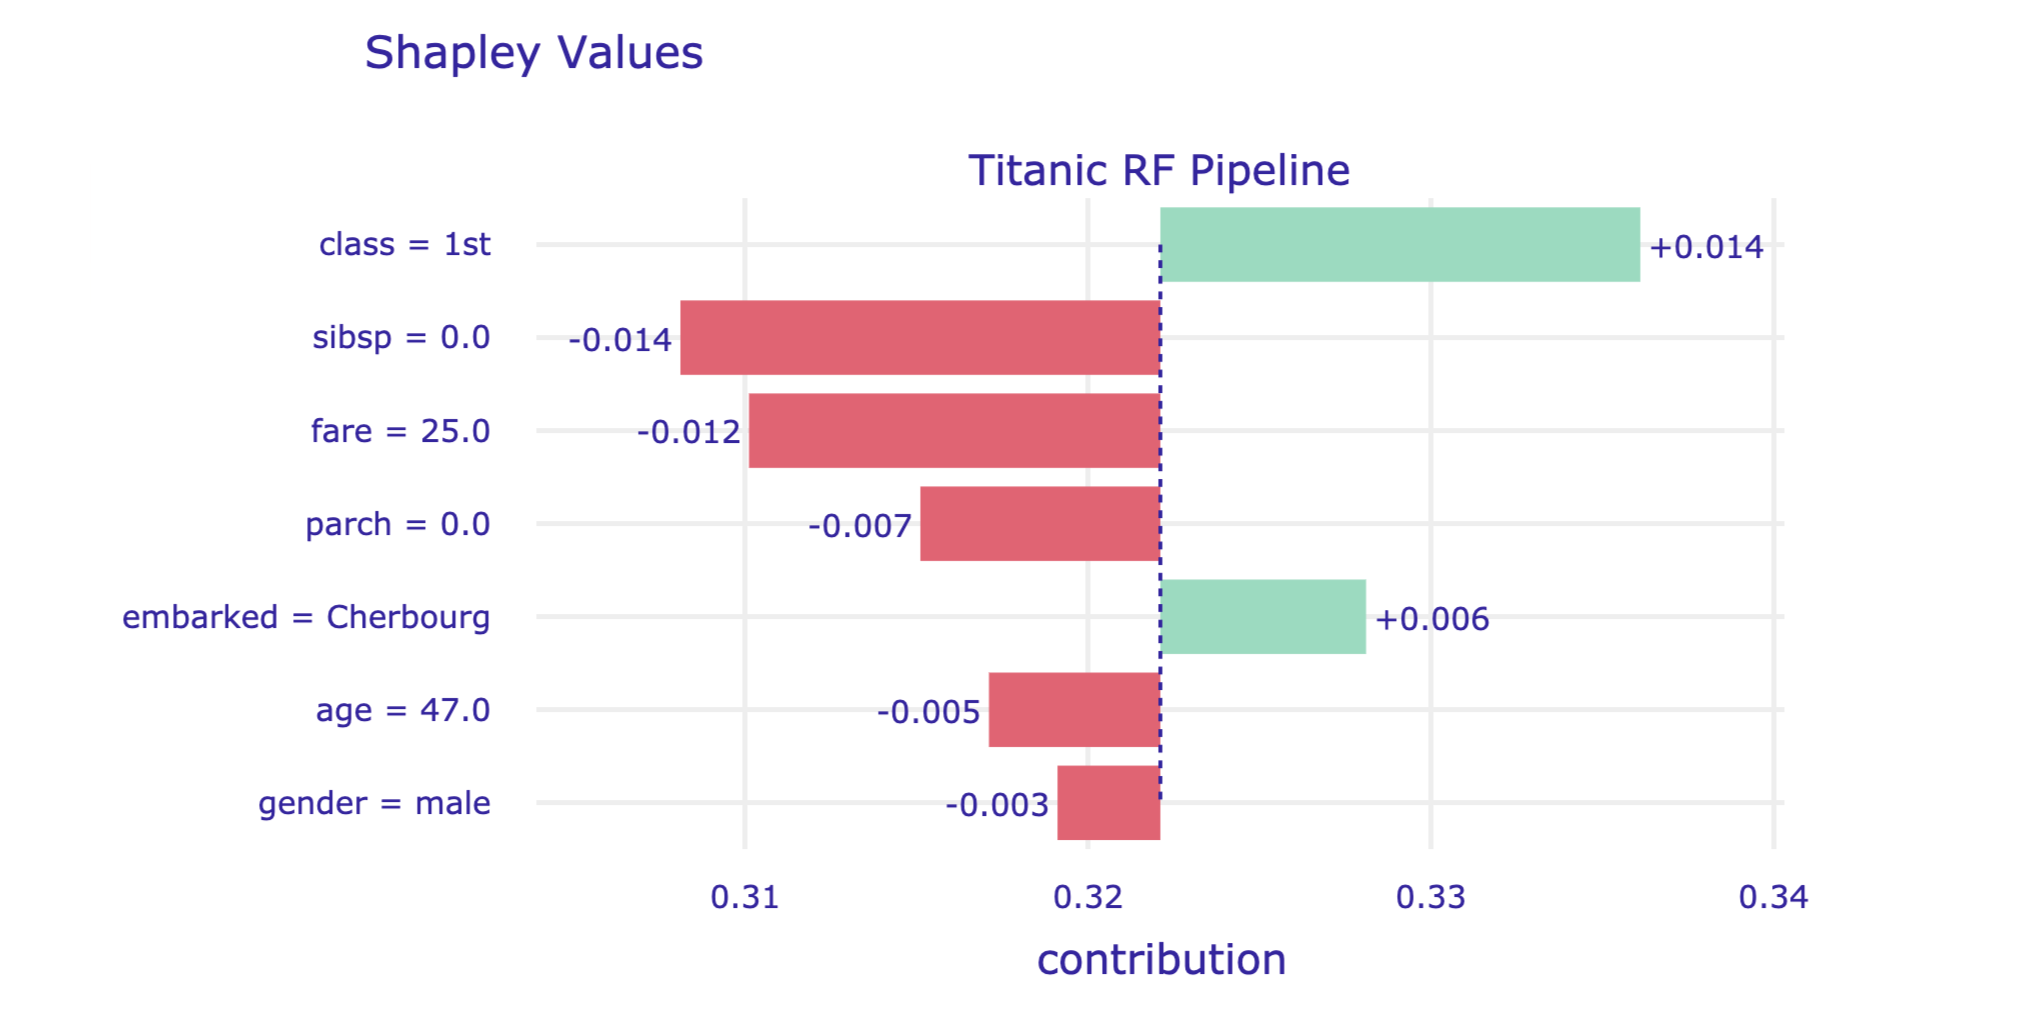 Shapley Values
Titanic RF Pipeline
class = 1st
+0.014
sibsp = 0.0
-0.014
fare = 25.0
-0.012
parch = 0.0
-0.007
embarked = Cherbourg
+0.006
age = 47.0
-0.005
gender = male
-0.003
0.31
0.32
0.33
0.34
contribution